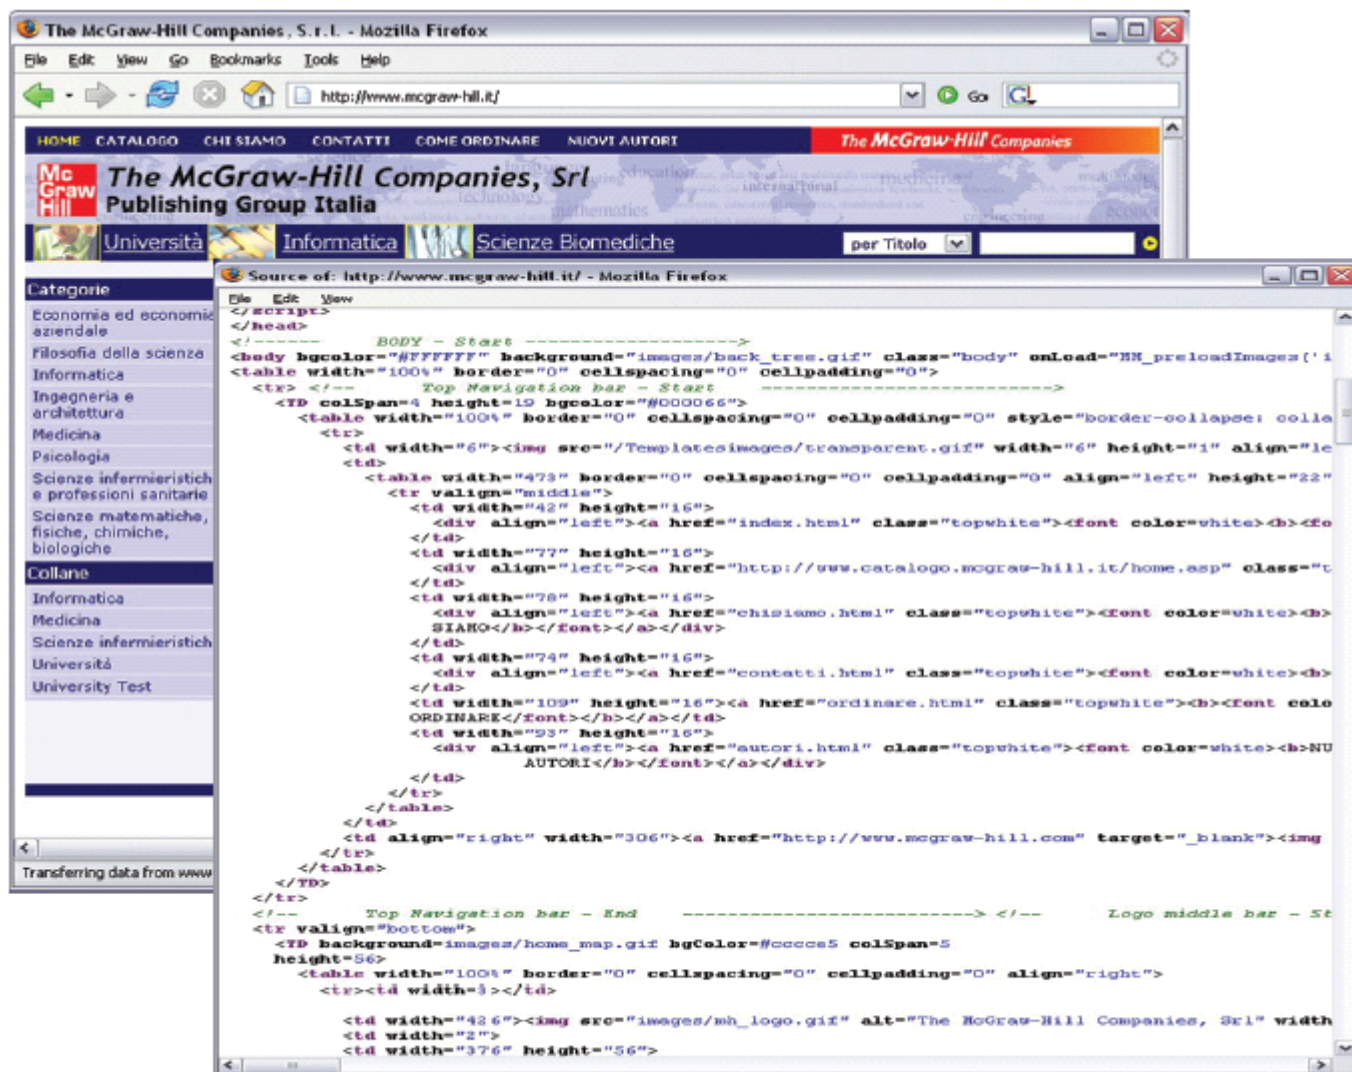 The McGraw-Hill Companies, S.r.l. - Mozilla Firefox
File Edit View Go Bookmarks Tools Help
http://www.mcgraw-hill.it/ Go
HOME CATALOGO CHI SIAMO CONTATTI COME ORDINARE NUOVI AUTORI The McGraw-Hill Companies
Mc Graw Hill
The McGraw-Hill Companies, Srl
Publishing Group Italia
education international technology mathematics engineering
Università Informatica Scienze Biomediche per Titolo
Categorie
Economia ed economia
aziendale
Filosofia della scienza
Informatica
Ingegneria e
architettura
Medicina
Psicologia
Scienze infermieristich
e professioni sanitarie
Scienze matematiche,
fisiche, chimiche,
biologiche
Collane
Informatica
Medicina
Scienze infermieristich
Università
University Test
Transferring data from www
Source of: http://www.mcgraw-hill.it/ - Mozilla Firefox
File Edit View
</script>
</head>
<!------ BODY - Start -------------------->
<body bgcolor="#FFFFFF" background="images/back_tree.gif" class="body" onLoad="MM_preloadImages('i
<table width="100%" border="0" cellspacing="0" cellpadding="0">
<tr> <!-- Top Navigation bar - Start --------------------------->
<TD colSpan=4 height=19 bgcolor="#000066">
<table width="100%" border="0" cellspacing="0" cellpadding="0" style="border-collapse: colla
<tr>
<td width="6"><img src="/Templatesimages/transparent.gif" width="6" height="1" align="le
<td>
<table width="473" border="0" cellspacing="0" cellpadding="0" align="left" height="22"
<tr valign="middle">
<td width="42" height="16">
<div align="left"><a href="index.html" class="topwhite"><font color=white><b><fo
</td>
<td width="77" height="16">
<div align="left"><a href="http://www.catalogo.mcgraw-hill.it/home.asp" class="t
</td>
<td width="78" height="16">
<div align="left"><a href="chisiamo.html" class="topwhite"><font color=white><b>
SIAMO</b></font></a></div>
</td>
<td width="74" height="16">
<div align="left"><a href="contatti.html" class="topwhite"><font color=white><b>
</td>
<td width="109" height="16"><a href="ordinare.html" class="topwhite"><b><font colo
ORDINARE</font></b></a></td>
<td width="93" height="16">
<div align="left"><a href="autori.html" class="topwhite"><font color=white><b>NU
AUTORI</b></font></a></div>
</td>
</tr>
</table>
</td>
<td align="right" width="306"><a href="http://www.mcgraw-hill.com" target="_blank"><img
</tr>
</table>
</TD>
</tr>
<!-- Top Navigation bar - End -------------------------> <!-- Logo middle bar - St
<tr valign="bottom">
<TD background=images/home_map.gif bgColor=#cccce5 colSpan=5
height=56>
<table width="100%" border="0" cellspacing="0" cellpadding="0" align="right">
<tr><td width=3></td>
<td width="426"><img src="images/mh_logo.gif" alt="The McGraw-Hill Companies, Srl" width
<td width="2">
<td width="376" height="56">